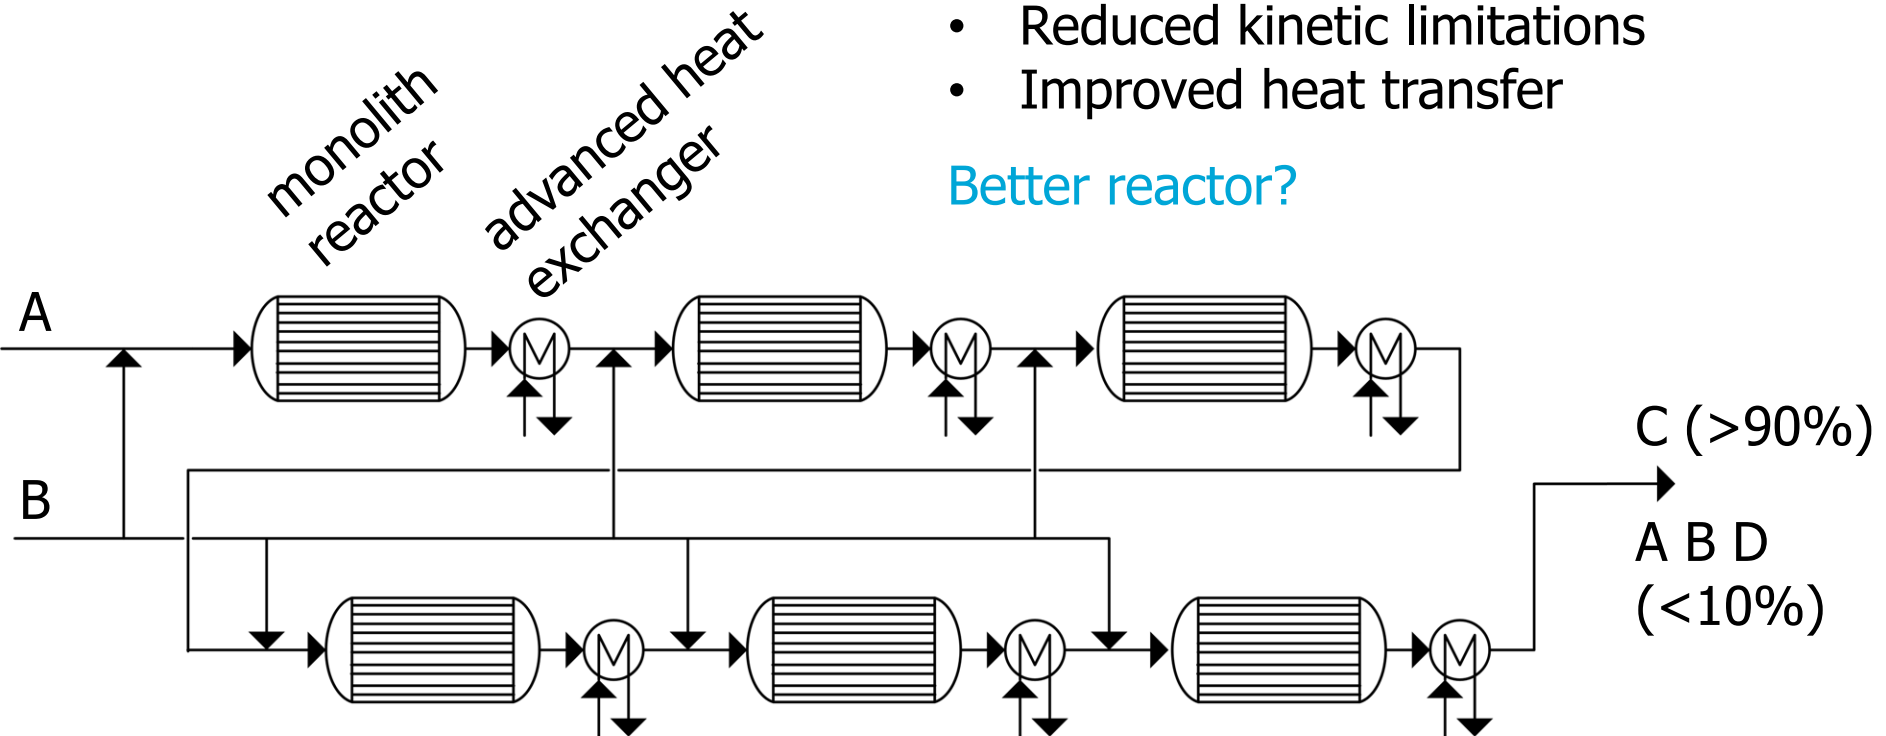 • Reduced kinetic limitations
• Improved heat transfer
Better reactor?
monolith
reactor
advanced heat
exchanger
A
B
C (>90%)
A B D
(<10%)